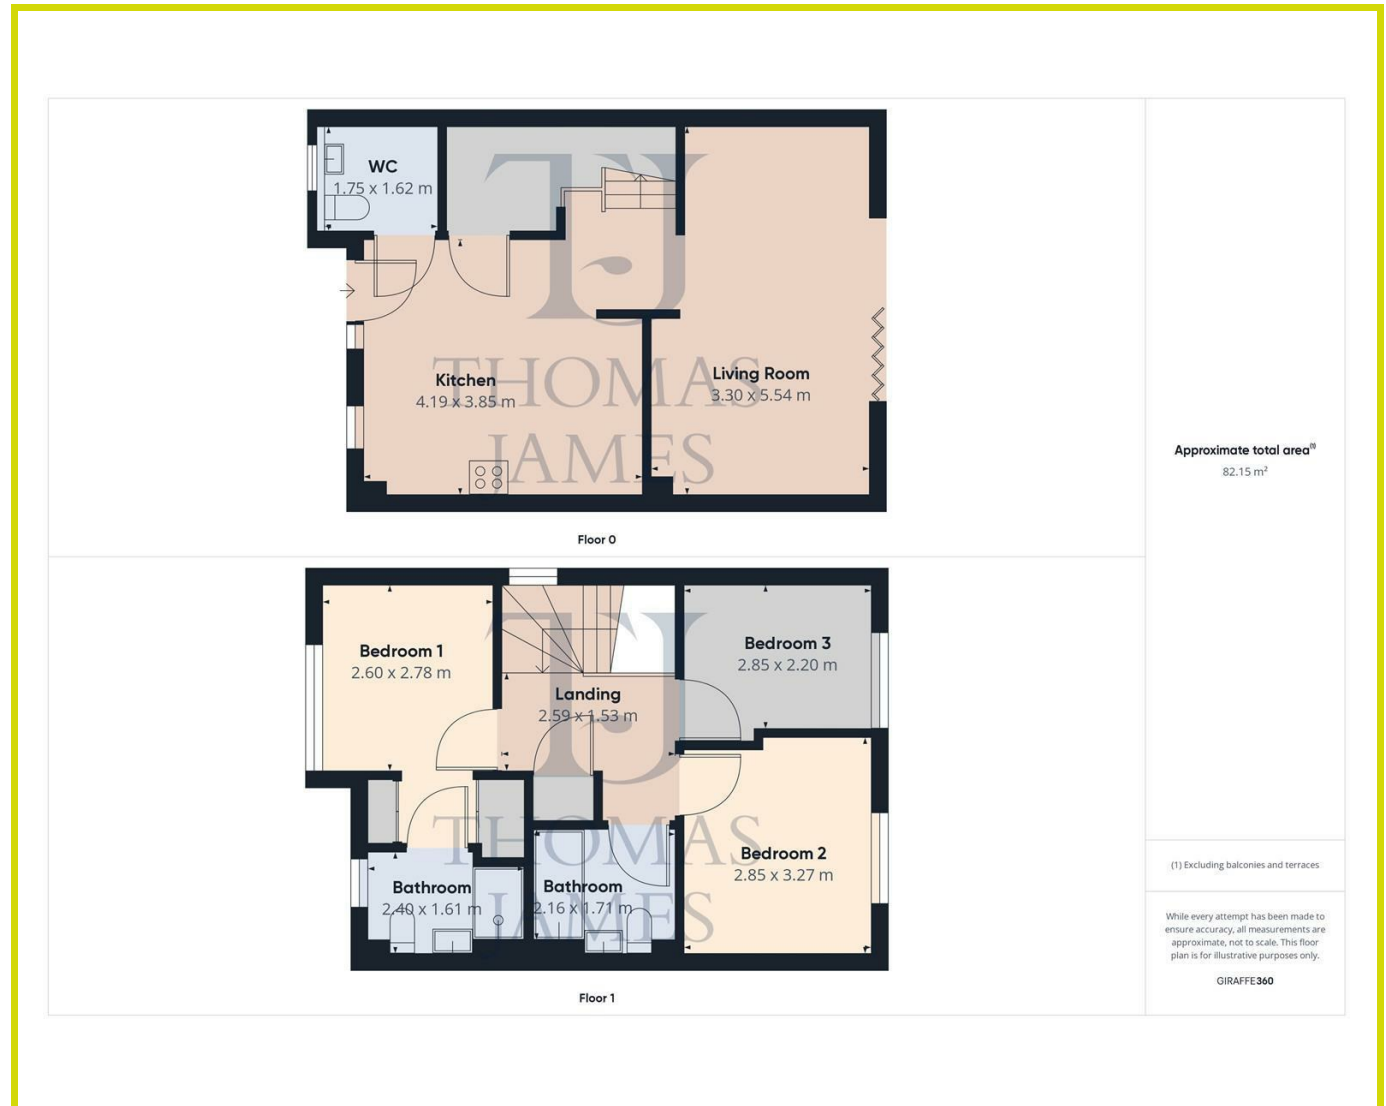 WC
1.75 x 1.62 m
Kitchen
4.19 x 3.85 m
Living Room
3.30 x 5.54 m
TJ
THOMAS
JAMES
Floor 0
Approximate total area(1)
82.15 m²
Bedroom 1
2.60 x 2.78 m
Landing
2.59 x 1.53 m
Bedroom 3
2.85 x 2.20 m
Bathroom
2.40 x 1.61 m
Bathroom
2.16 x 1.71 m
Bedroom 2
2.85 x 3.27 m
TJ
THOMAS
JAMES
Floor 1
(1) Excluding balconies and terraces
While every attempt has been made to
ensure accuracy, all measurements are
approximate, not to scale. This floor
plan is for illustrative purposes only.
GIRAFFE360